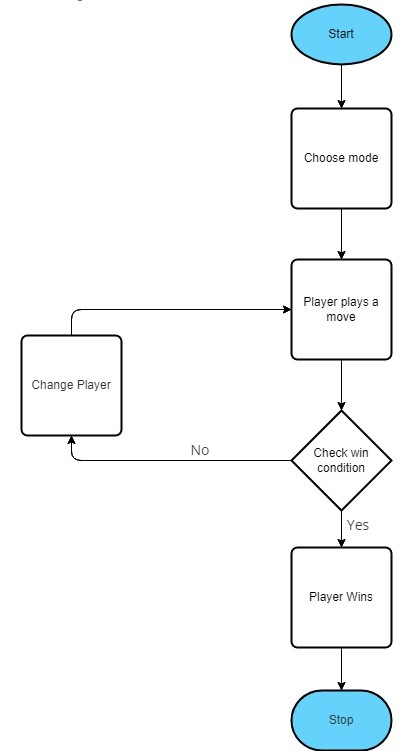 Start
Choose mode
Player plays a
move
Change Player
Check win
condition
No
Yes
Player Wins
Stop